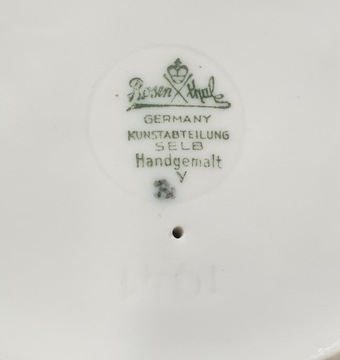 Rosenthal
GERMANY
KUNSTABTEILUNG
SELB
Handgemalt
V